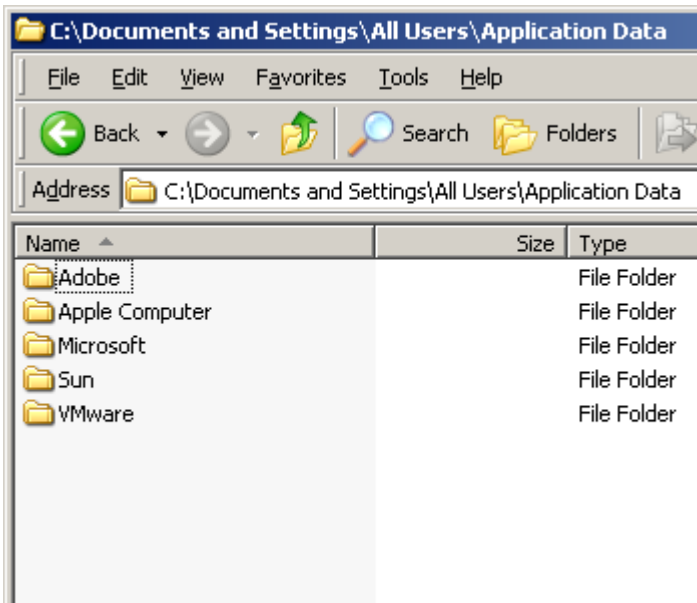 C:\Documents and Settings\All Users\Application Data
File Edit View Favorites Tools Help
Back Search Folders
Address C:\Documents and Settings\All Users\Application Data
Name Size Type
Adobe File Folder
Apple Computer File Folder
Microsoft File Folder
Sun File Folder
VMware File Folder